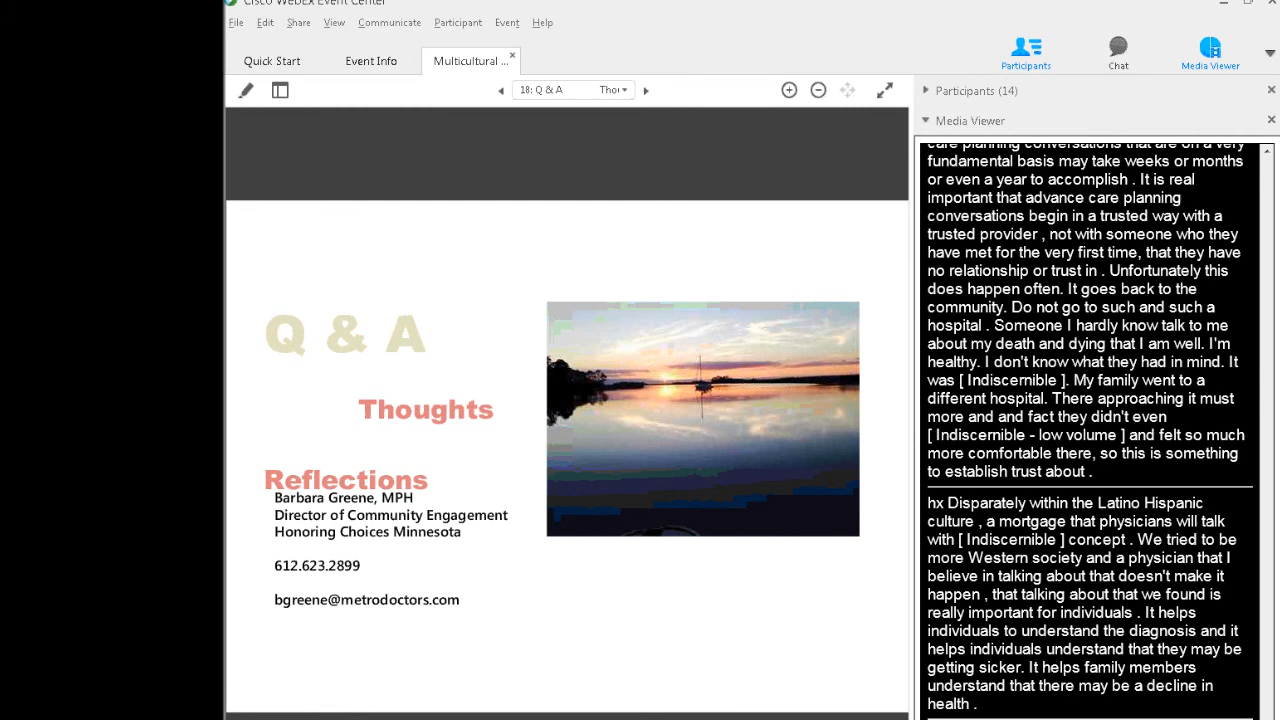 Cisco WebEx Event Center
File Edit Share View Communicate Participant Event Help
Quick Start Event Info Multicultural ...
Participants Chat Media Viewer
18: Q & A Thou
Participants (14)
Media Viewer
Q & A
Thoughts
Reflections
Barbara Greene, MPH
Director of Community Engagement
Honoring Choices Minnesota
612.623.2899
bgreene@metrodoctors.com
care planning conversations that are on a very
fundamental basis may take weeks or months
or even a year to accomplish . It is real
important that advance care planning
conversations begin in a trusted way with a
trusted provider , not with someone who they
have met for the very first time, that they have
no relationship or trust in . Unfortunately this
does happen often. It goes back to the
community. Do not go to such and such a
hospital . Someone I hardly know talk to me
about my death and dying that I am well. I'm
healthy. I don't know what they had in mind. It
was [ Indiscernible ]. My family went to a
different hospital. There approaching it must
more and and fact they didn't even
[ Indiscernible - low volume ] and felt so much
more comfortable there, so this is something
to establish trust about .
hx Disparately within the Latino Hispanic
culture , a mortgage that physicians will talk
with [ Indiscernible ] concept . We tried to be
more Western society and a physician that I
believe in talking about that doesn't make it
happen , that talking about that we found is
really important for individuals . It helps
individuals to understand the diagnosis and it
helps individuals understand that they may be
getting sicker. It helps family members
understand that there may be a decline in
health .